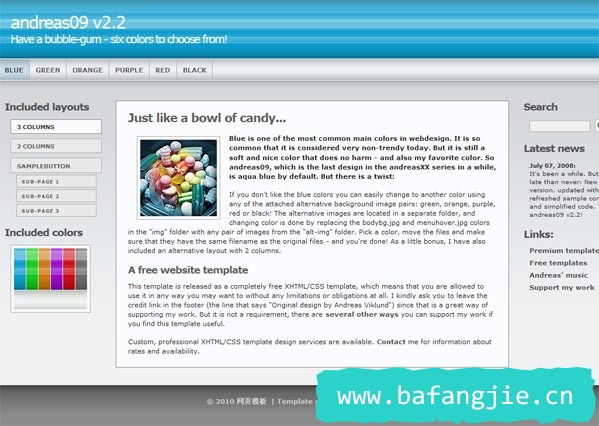 andreas09 v2.2
Have a bubble-gum - six colors to choose from!
BLUE
GREEN
ORANGE
PURPLE
RED
BLACK
Included layouts
3 COLUMNS
2 COLUMNS
SAMPLEBUTTON
SUB-PAGE 1
SUB-PAGE 2
SUB-PAGE 3
Included colors
Just like a bowl of candy...
Blue is one of the most common main colors in webdesign. It is so
common that it is considered very non-trendy today. But it is still a
soft and nice color that does no harm - and also my favorite color. So
andreas09, which is the last design in the andreasXX series in a while,
is aqua blue by default. But there is a twist:
If you don't like the blue colors you can easily change to another color using
any of the attached alternative background image pairs: green, orange, purple,
red or black! The alternative images are located in a separate folder, and
changing color is done by replacing the bodybg.jpg and menuhover.jpg colors
in the "img" folder with any pair of images from the "alt-img" folder. Pick a color, move the files and make
sure that they have the same filename as the original files - and you're done! As a little bonus, I have also
included an alternative layout with 2 columns.
A free website template
This template is released as a completely free XHTML/CSS template, which means that you are allowed to
use it in any way you may want to without any limitations or obligations at all. I kindly ask you to leave the
credit link in the footer (the line that says "Original design by Andreas Viklund") since that is a great way of
supporting my work. But it is not a requirement, there are several other ways you can support my work if
you find this template useful.
Custom, professional XHTML/CSS template design services are available. Contact me for information about
rates and availability.
Search
Latest news
July 07, 2008:
It's been a while. But
late than never: New
version, updated with
refreshed sample con
and simplified code. T
andreas09 v2.2!
Links:
Premium template
Free templates
Andreas' music
Support my work
© 2010 网页模板 | Template
www.bafangjie.cn